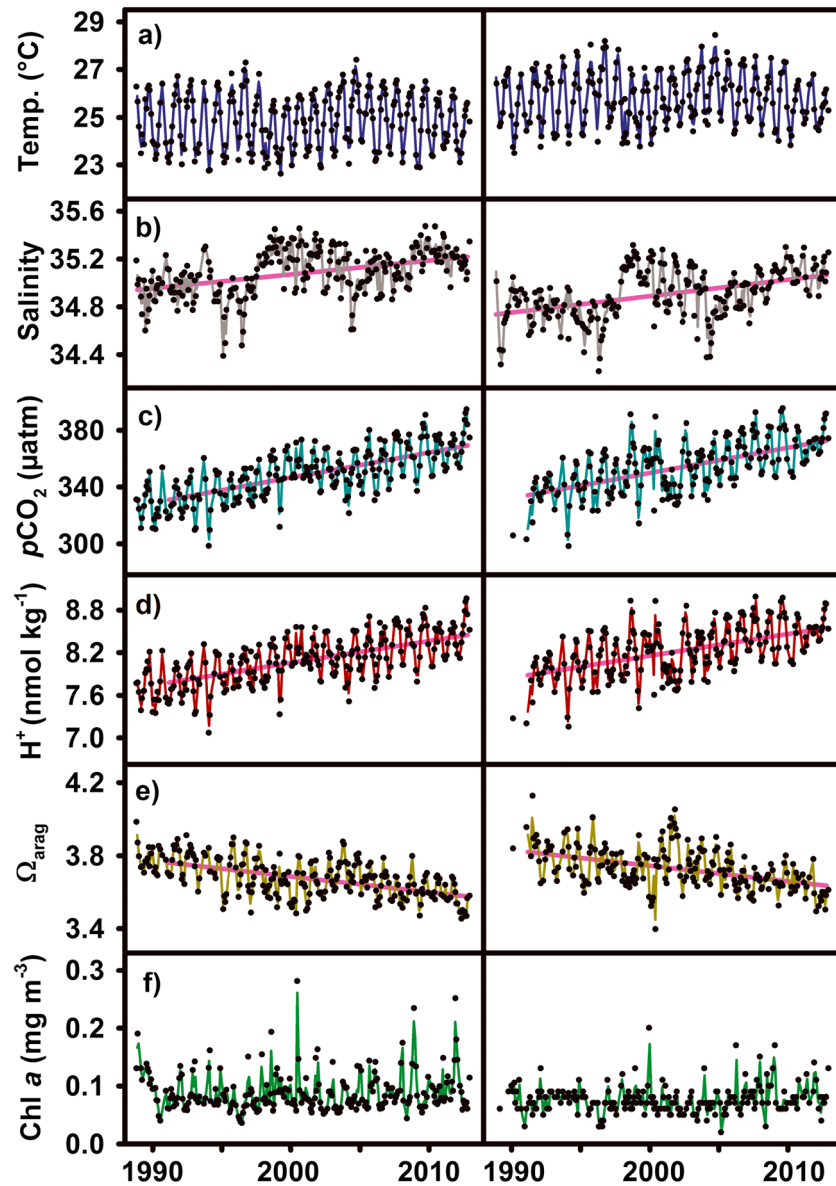 a)
Temp. (°C)
29
27
25
23
b)
Salinity
35.6
35.2
34.8
34.4
c)
pCO₂ (µatm)
380
340
300
d)
H⁺ (nmol kg⁻¹)
8.8
8.2
7.6
7.0
e)
Ωarag
4.2
3.8
3.4
f)
Chl a (mg m⁻³)
0.3
0.2
0.1
0.0
1990 2000 2010 1990 2000 2010